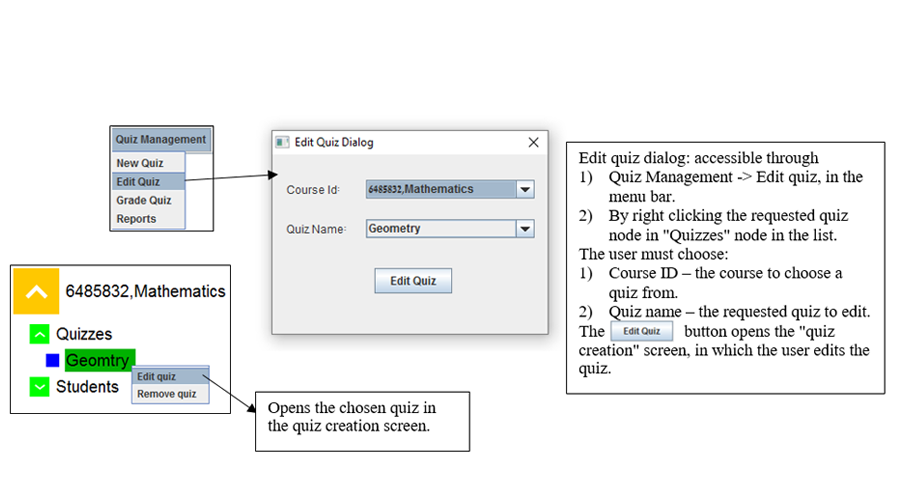 Quiz Management
New Quiz
Edit Quiz
Grade Quiz
Reports
Edit Quiz Dialog
Course Id:
6485832,Mathematics
Quiz Name:
Geometry
Edit Quiz
6485832,Mathematics
Quizzes
Geomtry
Students
Edit quiz
Remove quiz
Opens the chosen quiz in
the quiz creation screen.
Edit quiz dialog: accessible through
1) Quiz Management -> Edit quiz, in the
menu bar.
2) By right clicking the requested quiz
node in "Quizzes" node in the list.
The user must choose:
1) Course ID – the course to choose a
quiz from.
2) Quiz name – the requested quiz to edit.
The Edit Quiz button opens the "quiz
creation" screen, in which the user edits the
quiz.